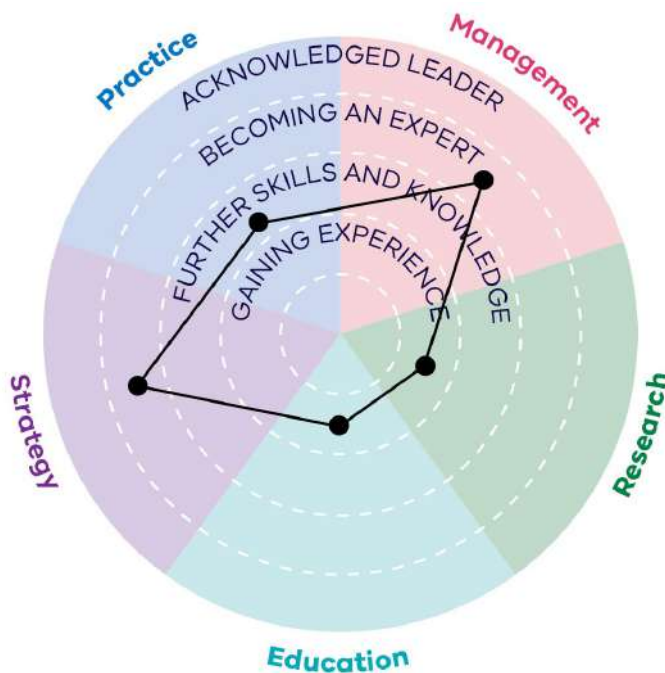 Practice
Management
ACKNOWLEDGED LEADER
BECOMING AN EXPERT
FURTHER SKILLS AND KNOWLEDGE
GAINING EXPERIENCE
Strategy
Research
Education